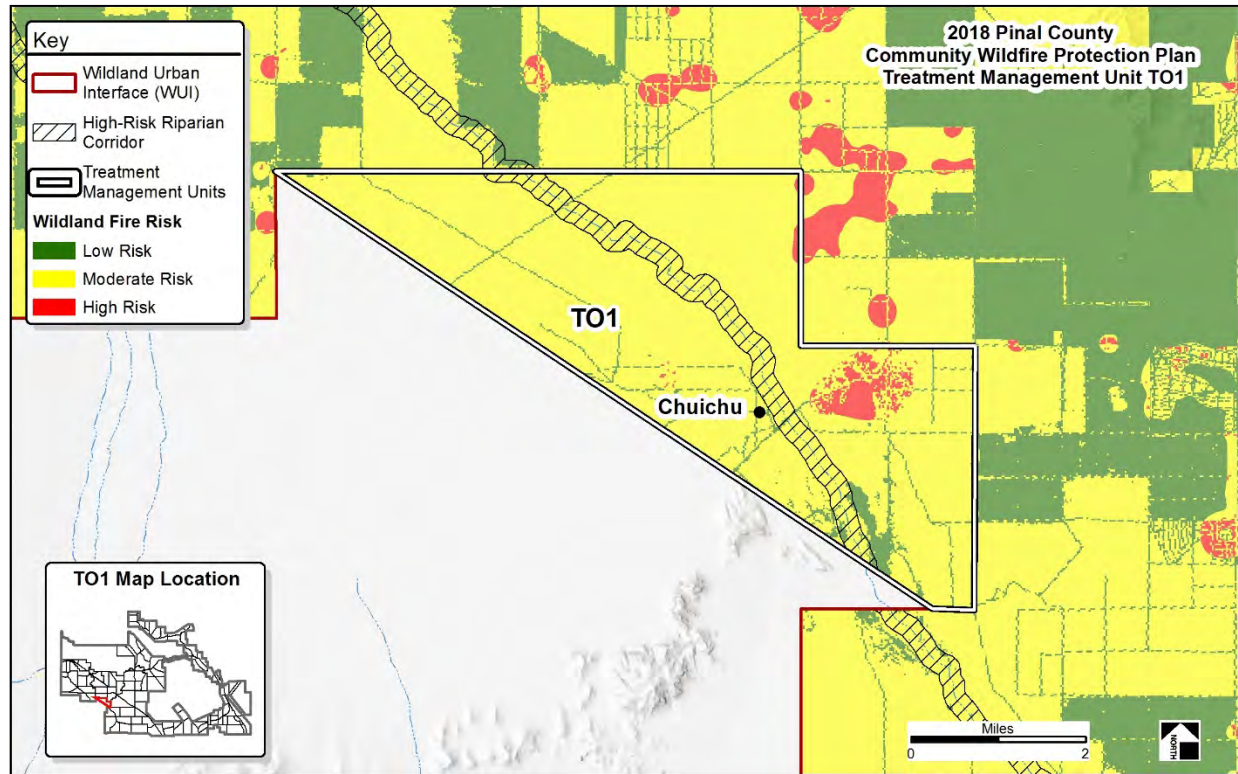 Key
Wildland Urban
Interface (WUI)
High-Risk Riparian
Corridor
Treatment
Management Units
Wildland Fire Risk
Low Risk
Moderate Risk
High Risk
2018 Pinal County
Community Wildfire Protection Plan
Treatment Management Unit TO1
TO1
Chuichu
TO1 Map Location
Miles
0 2
NORTH